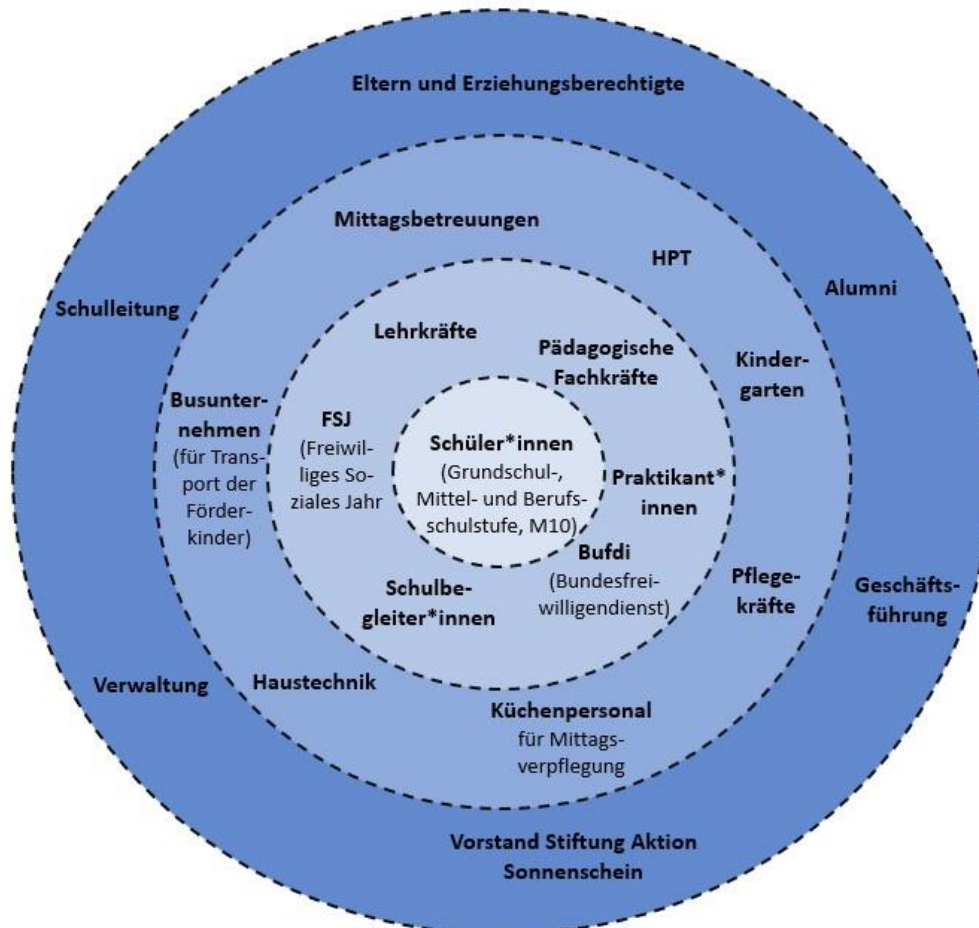 Eltern und Erziehungsberechtigte
Mittagsbetreuungen
HPT
Alumni
Schulleitung
Lehrkräfte
Pädagogische
Fachkräfte
Kinder-
garten
Busunter-
nehmen
(für Trans-
port der
Förder-
kinder)
FSJ
(Freiwil-
liges So-
ziales Jahr
Schüler*innen
(Grundschul-,
Mittel- und Berufs-
schulstufe, M10)
Praktikant*
innen
Bufdi
(Bundesfrei-
willigendienst)
Schulbe-
gleiter*innen
Pflege-
kräfte
Geschäfts-
führung
Verwaltung
Haustechnik
Küchenpersonal
für Mittags-
verpflegung
Vorstand Stiftung Aktion
Sonnenschein